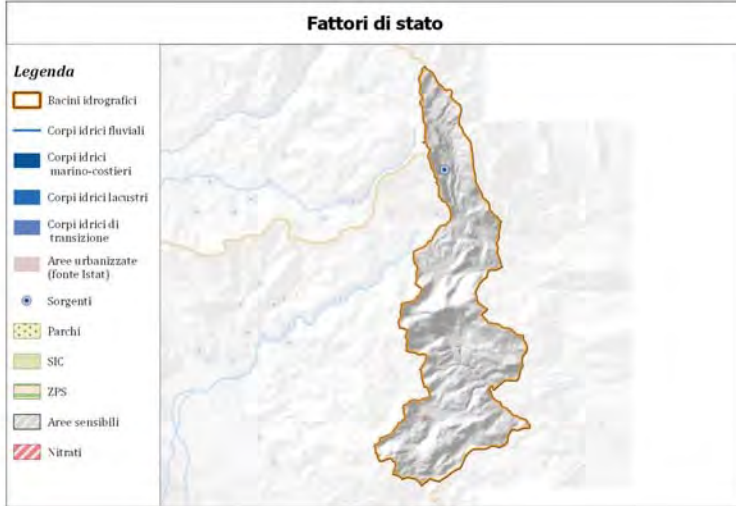 Fattori di stato
Legenda
Bacini idrografici
Corpi idrici fluviali
Corpi idrici
marino-costieri
Corpi idrici lacustri
Corpi idrici di
transizione
Aree urbanizzate
(fonte Istat)
Sorgenti
Parchi
SIC
ZPS
Aree sensibili
Nitrati